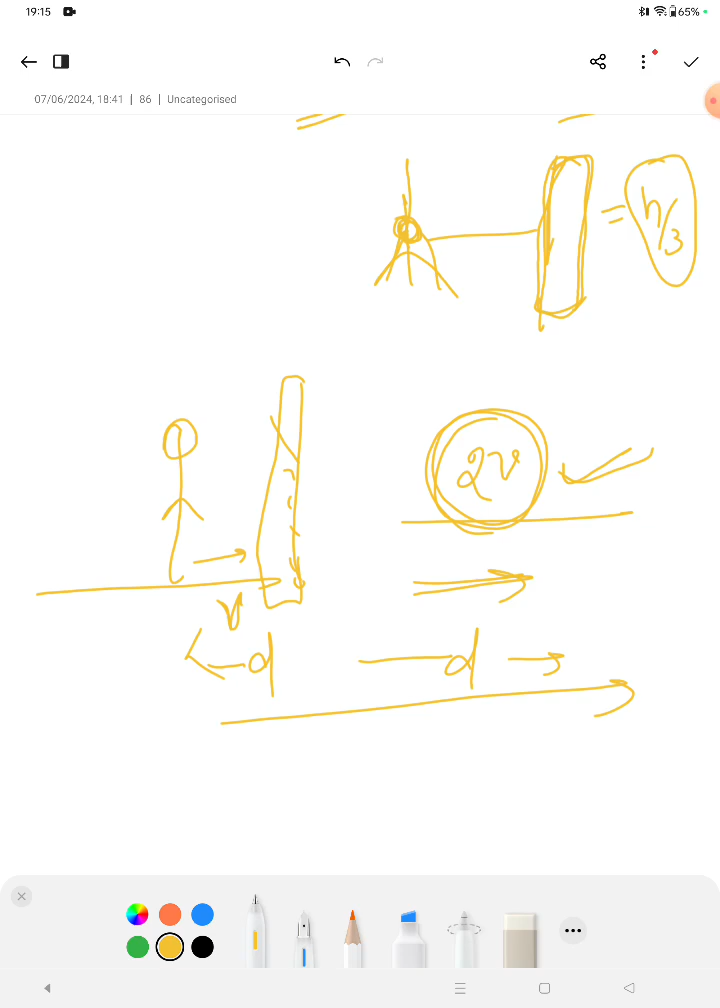 19:15
65%
07/06/2024, 18:41 | 86 | Uncategorised
= h/3
2v
v
d d